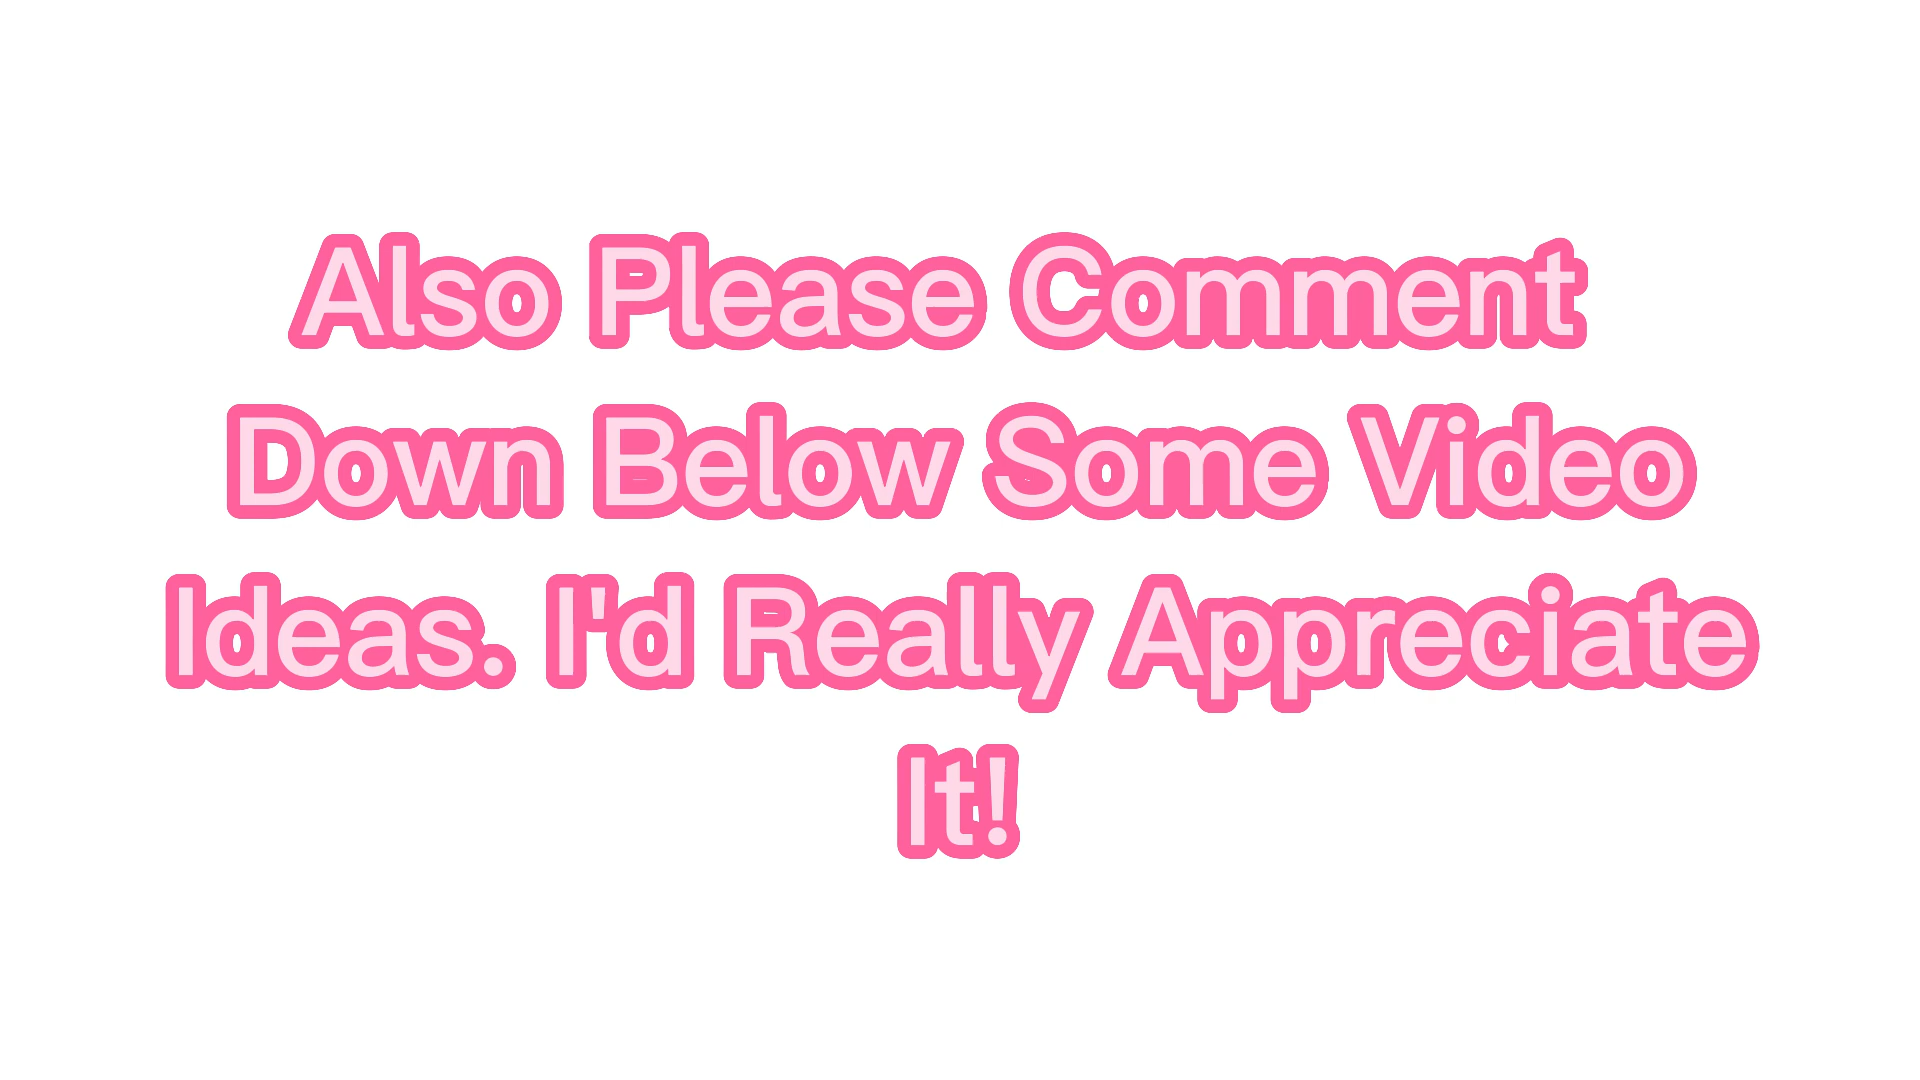 Also Please Comment
Down Below Some Video
Ideas. I'd Really Appreciate
It!